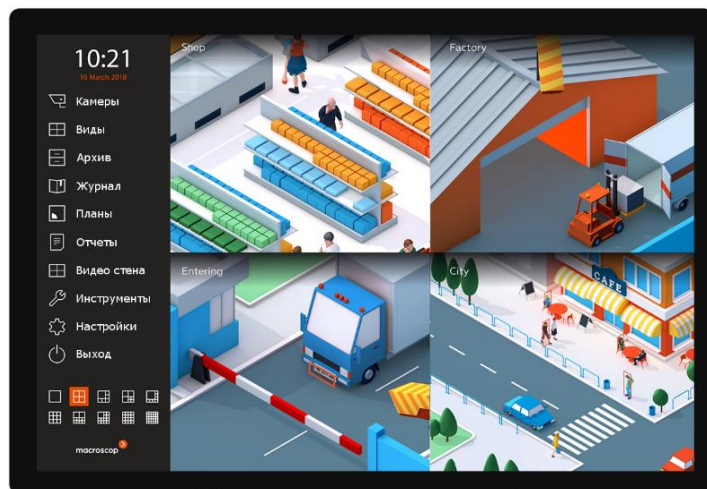 10:21
16 March 2018
Камеры
Виды
Архив
Журнал
Планы
Отчеты
Видео стена
Инструменты
Настройки
Выход
macroscop
Shop
Factory
Entering
City
CAFE